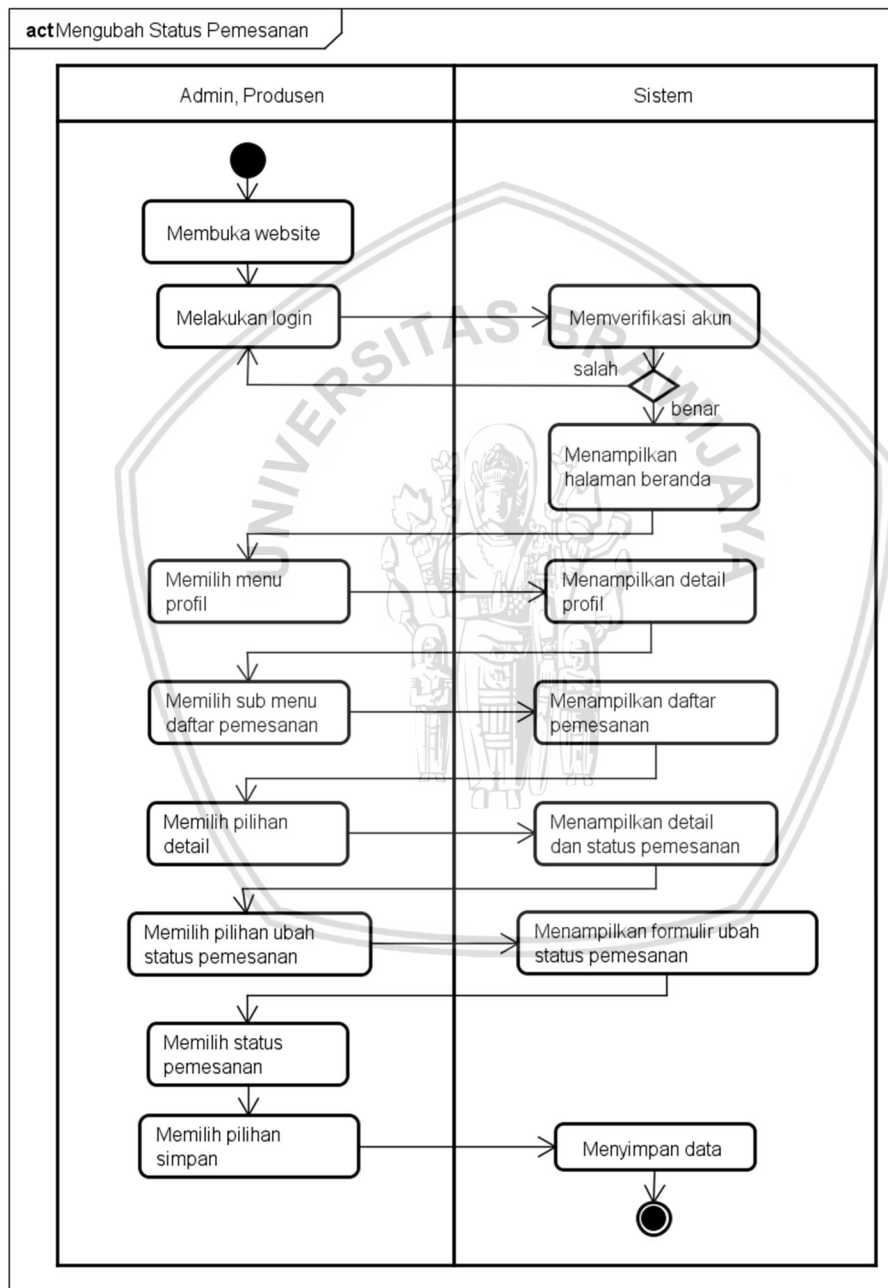 act Mengubah Status Pemesanan
Admin, Produsen
Sistem
Membuka website
Melakukan login
Memverifikasi akun
salah
benar
Menampilkan
halaman beranda
Memilih menu
profil
Menampilkan detail
profil
Memilih sub menu
daftar pemesanan
Menampilkan daftar
pemesanan
Memilih pilihan
detail
Menampilkan detail
dan status pemesanan
Memilih pilihan ubah
status pemesanan
Menampilkan formulir ubah
status pemesanan
Memilih status
pemesanan
Memilih pilihan
simpan
Menyimpan data
UNIVERSITAS BRAWIJAYA